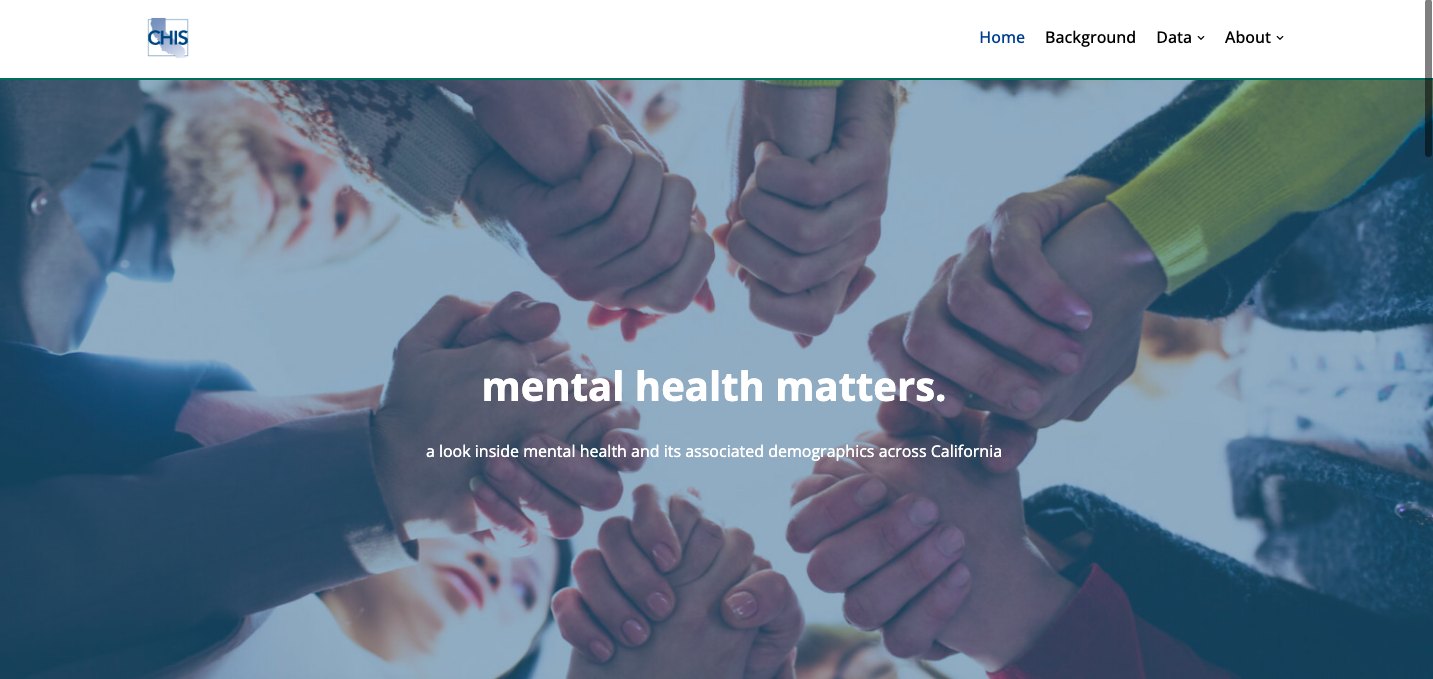 CHIS
Home Background Data About
mental health matters.
a look inside mental health and its associated demographics across California